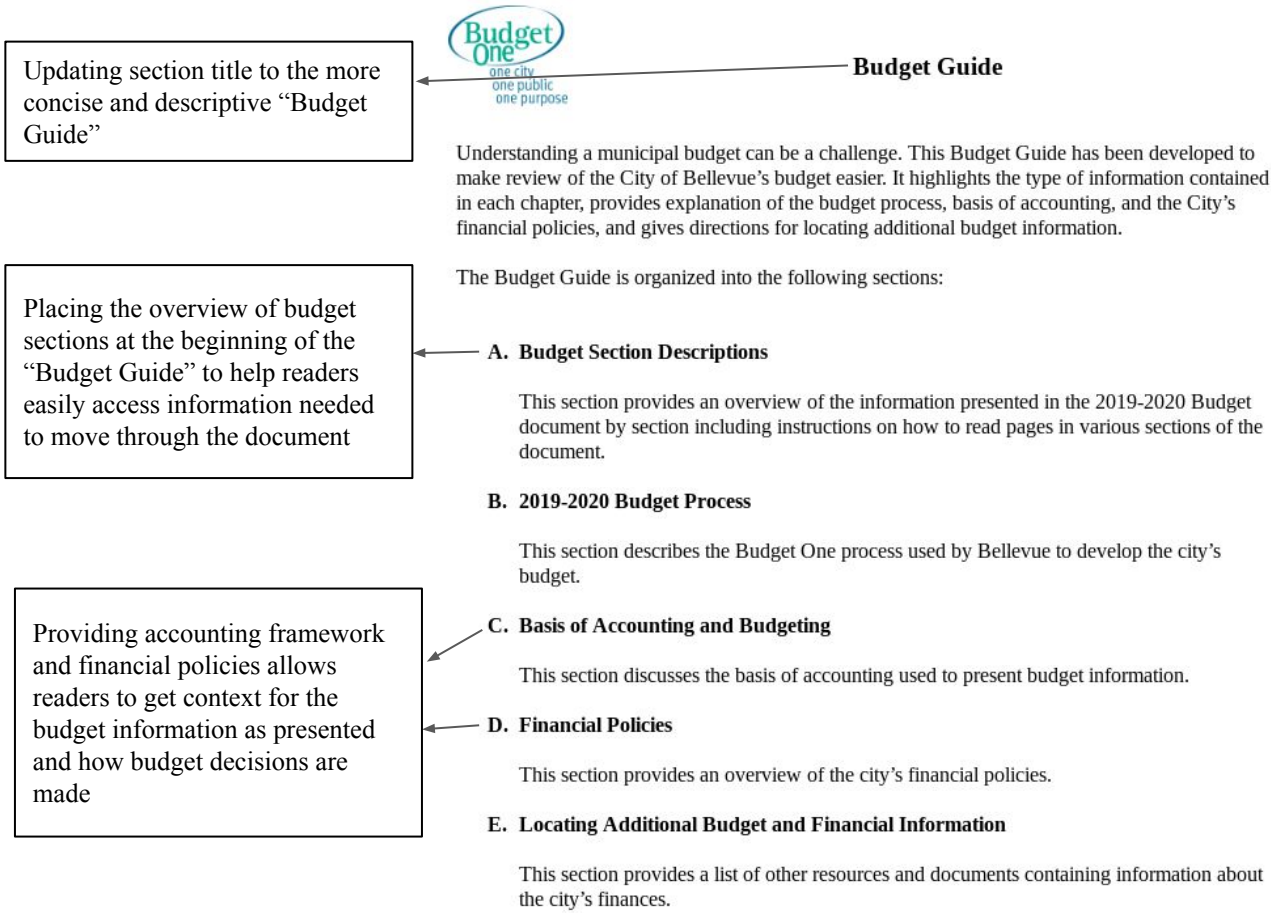 Budget
One
one city
one public
one purpose
Budget Guide
Updating section title to the more
concise and descriptive “Budget
Guide”
Understanding a municipal budget can be a challenge. This Budget Guide has been developed to
make review of the City of Bellevue’s budget easier. It highlights the type of information contained
in each chapter, provides explanation of the budget process, basis of accounting, and the City’s
financial policies, and gives directions for locating additional budget information.
The Budget Guide is organized into the following sections:
Placing the overview of budget
sections at the beginning of the
“Budget Guide” to help readers
easily access information needed
to move through the document
A. Budget Section Descriptions
This section provides an overview of the information presented in the 2019-2020 Budget
document by section including instructions on how to read pages in various sections of the
document.
B. 2019-2020 Budget Process
This section describes the Budget One process used by Bellevue to develop the city’s
budget.
Providing accounting framework
and financial policies allows
readers to get context for the
budget information as presented
and how budget decisions are
made
C. Basis of Accounting and Budgeting
This section discusses the basis of accounting used to present budget information.
D. Financial Policies
This section provides an overview of the city’s financial policies.
E. Locating Additional Budget and Financial Information
This section provides a list of other resources and documents containing information about
the city’s finances.